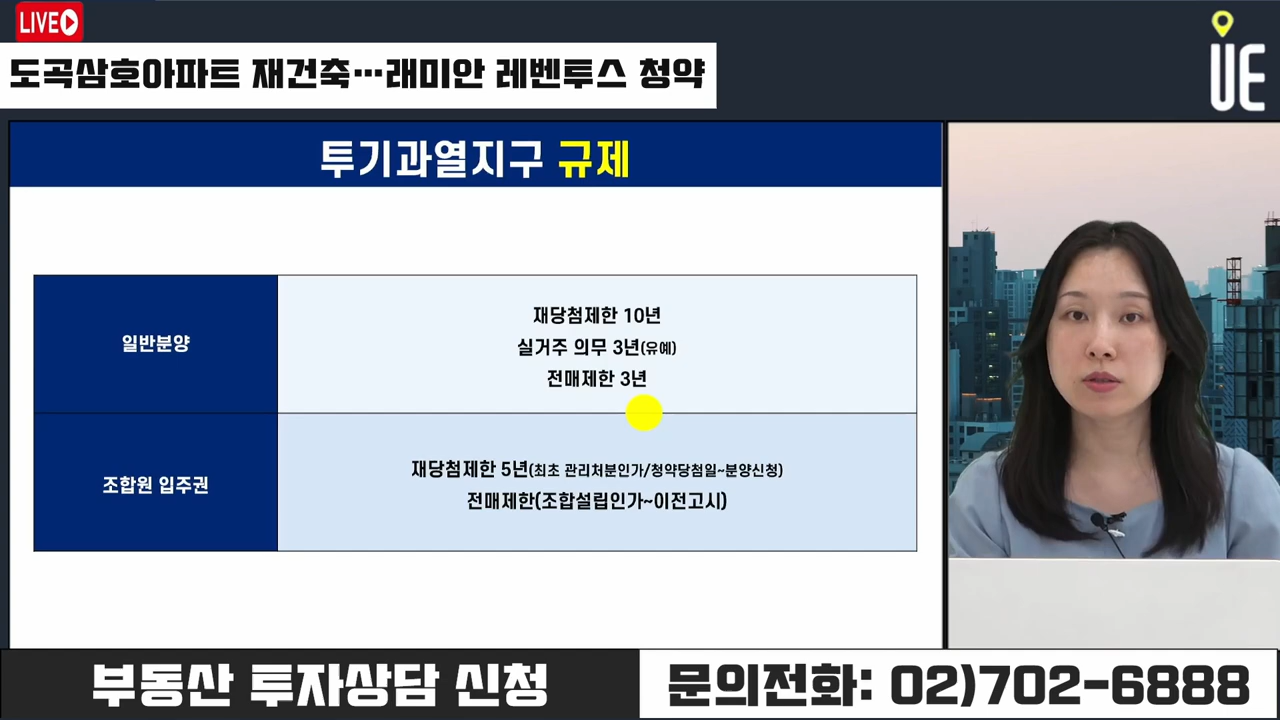 LIVE
도곡삼호아파트 재건축…래미안 레벤투스 청약
UE
투기과열지구 규제
일반분양
재당첨제한 10년
실거주 의무 3년(유예)
전매제한 3년
조합원 입주권
재당첨제한 5년(최초 관리처분인가/청약당첨일~분양신청)
전매제한(조합설립인가~이전고시)
부동산 투자상담 신청
문의전화: 02)702-6888